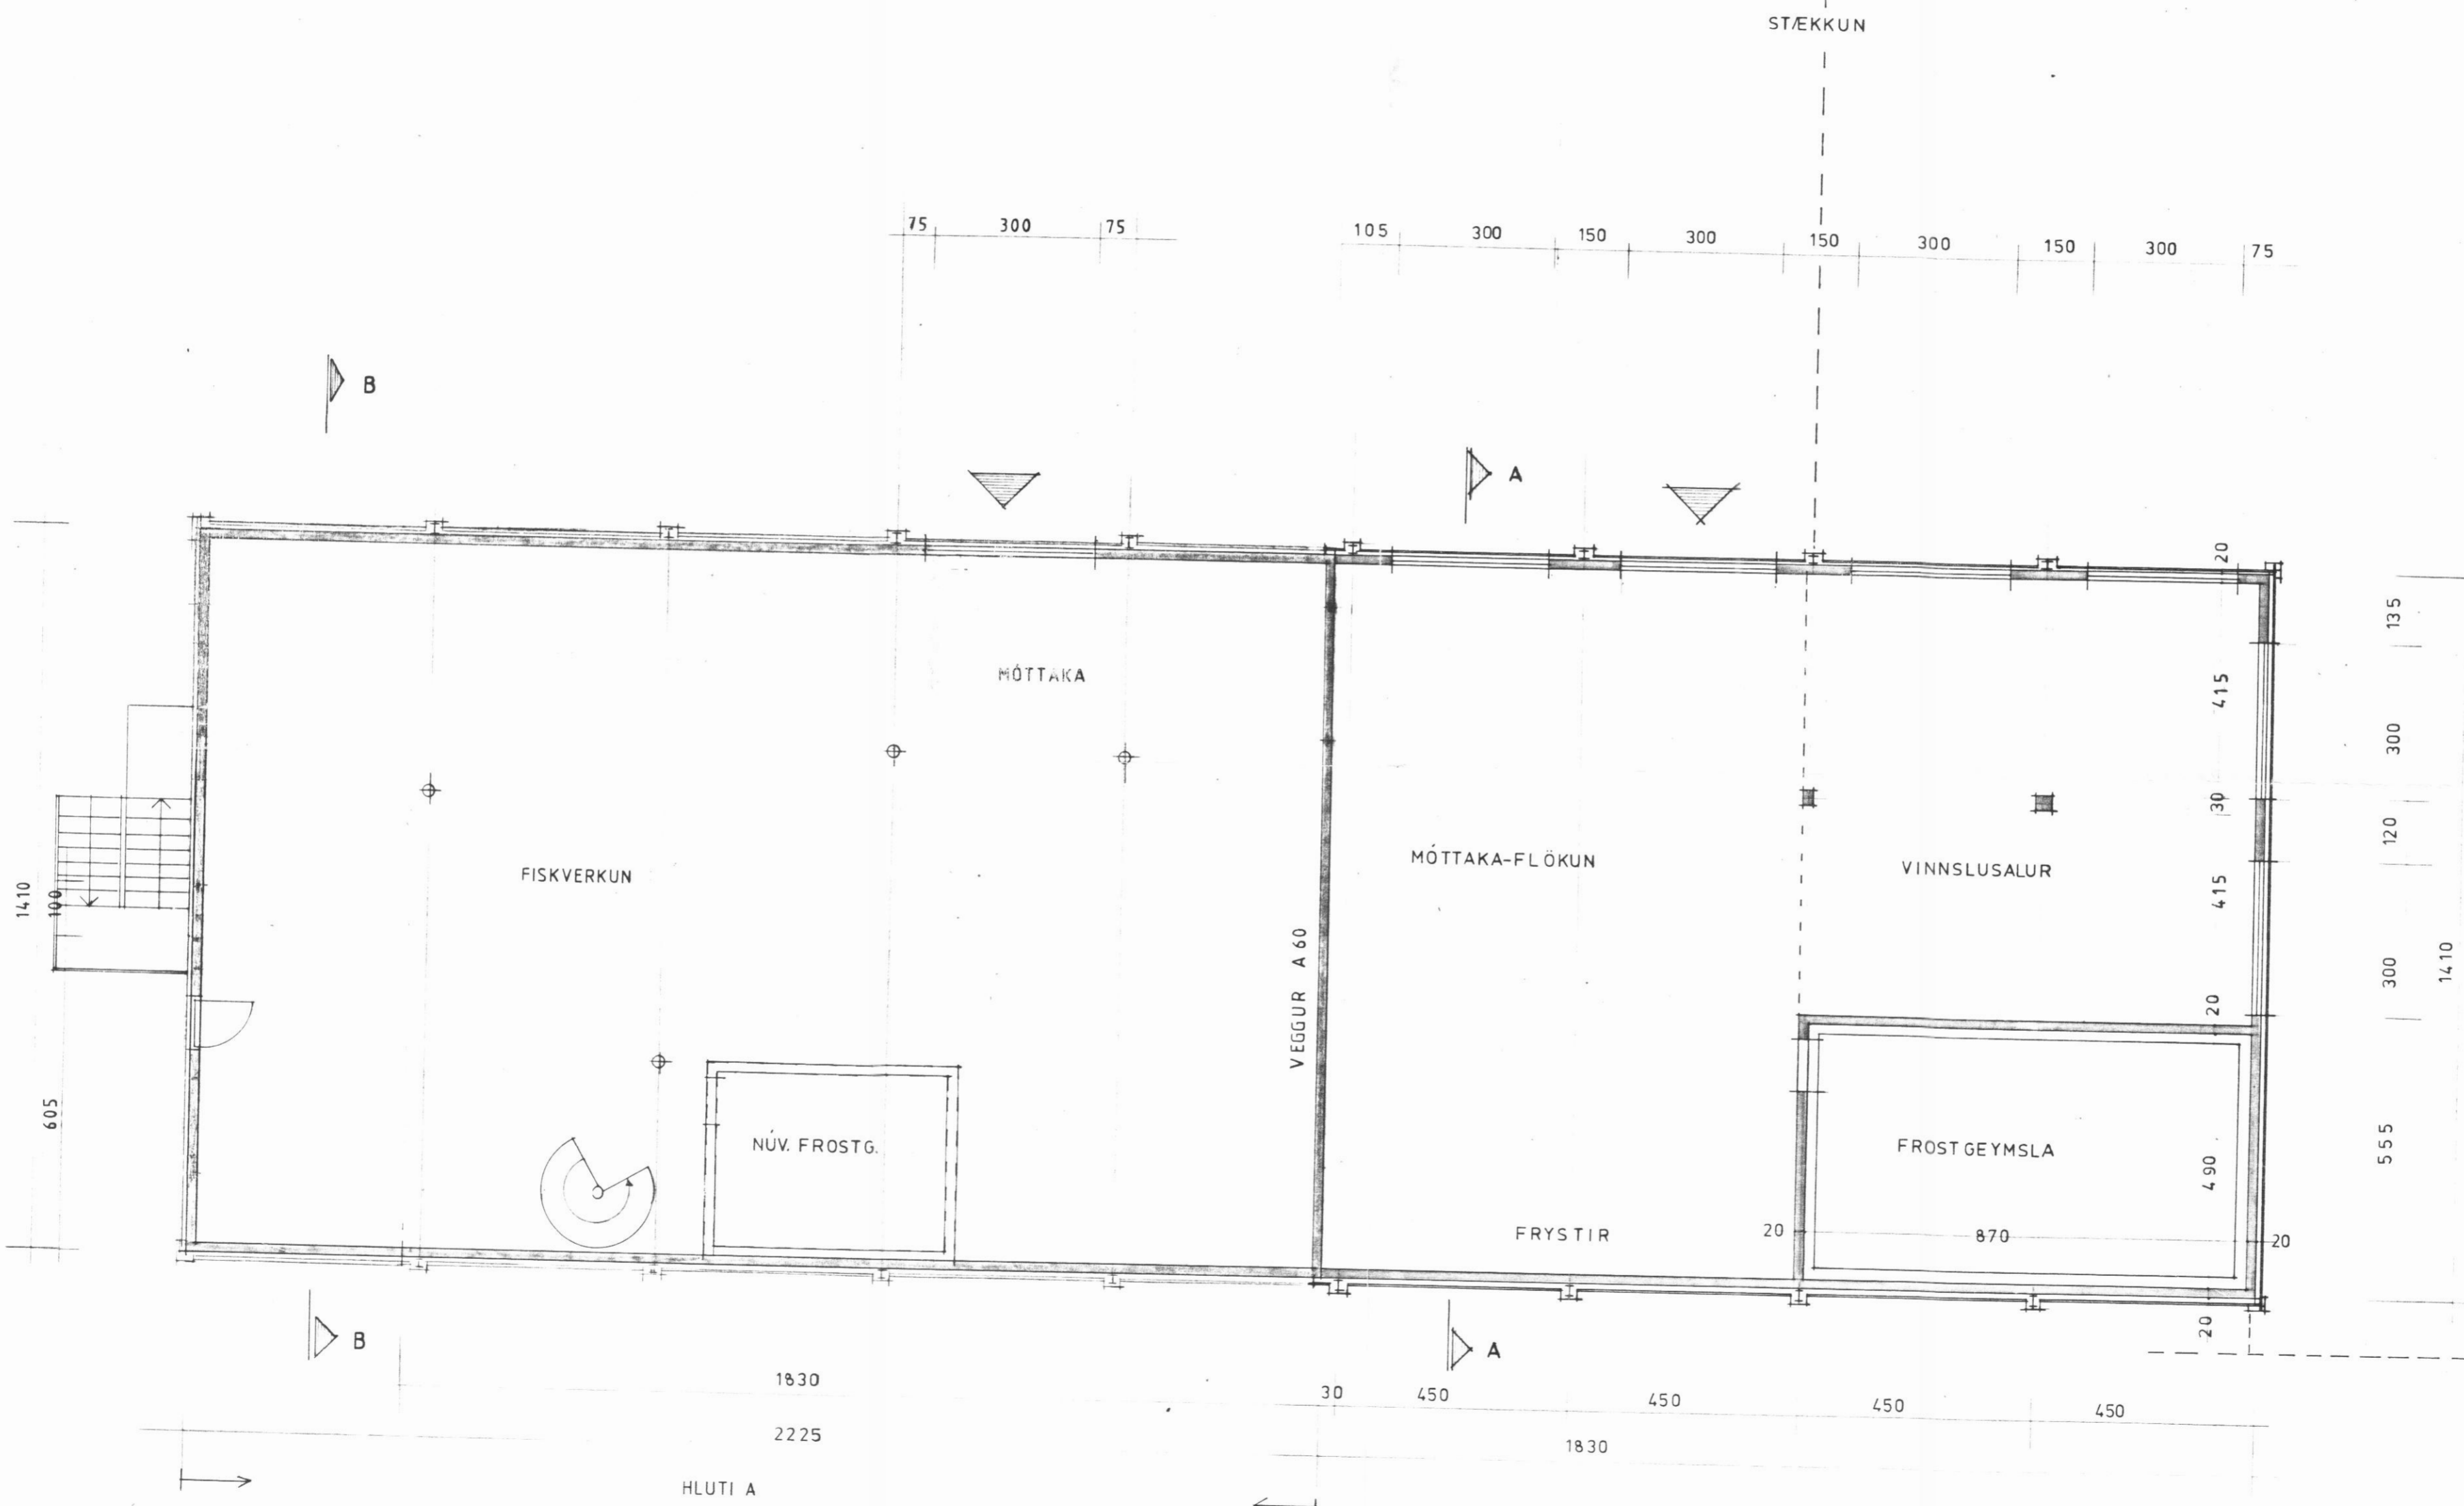 STÆKKUN
75 300 75
105 300 150 300 150 300 150 300 75
B
A
20
135
MÓTTAKA
415
300
30
120
MÓTTAKA-FLÖKUN
VINNSLUSALUR
FISKVERKUN
415
1410
100
VEGGUR A60
300
1410
20
605
NÚV. FROSTG.
FROSTGEYMSLA
490
555
FRYSTIR
20
870
20
20
B
A
1830
30 450 450 450 450
2225
1830
HLUTI A